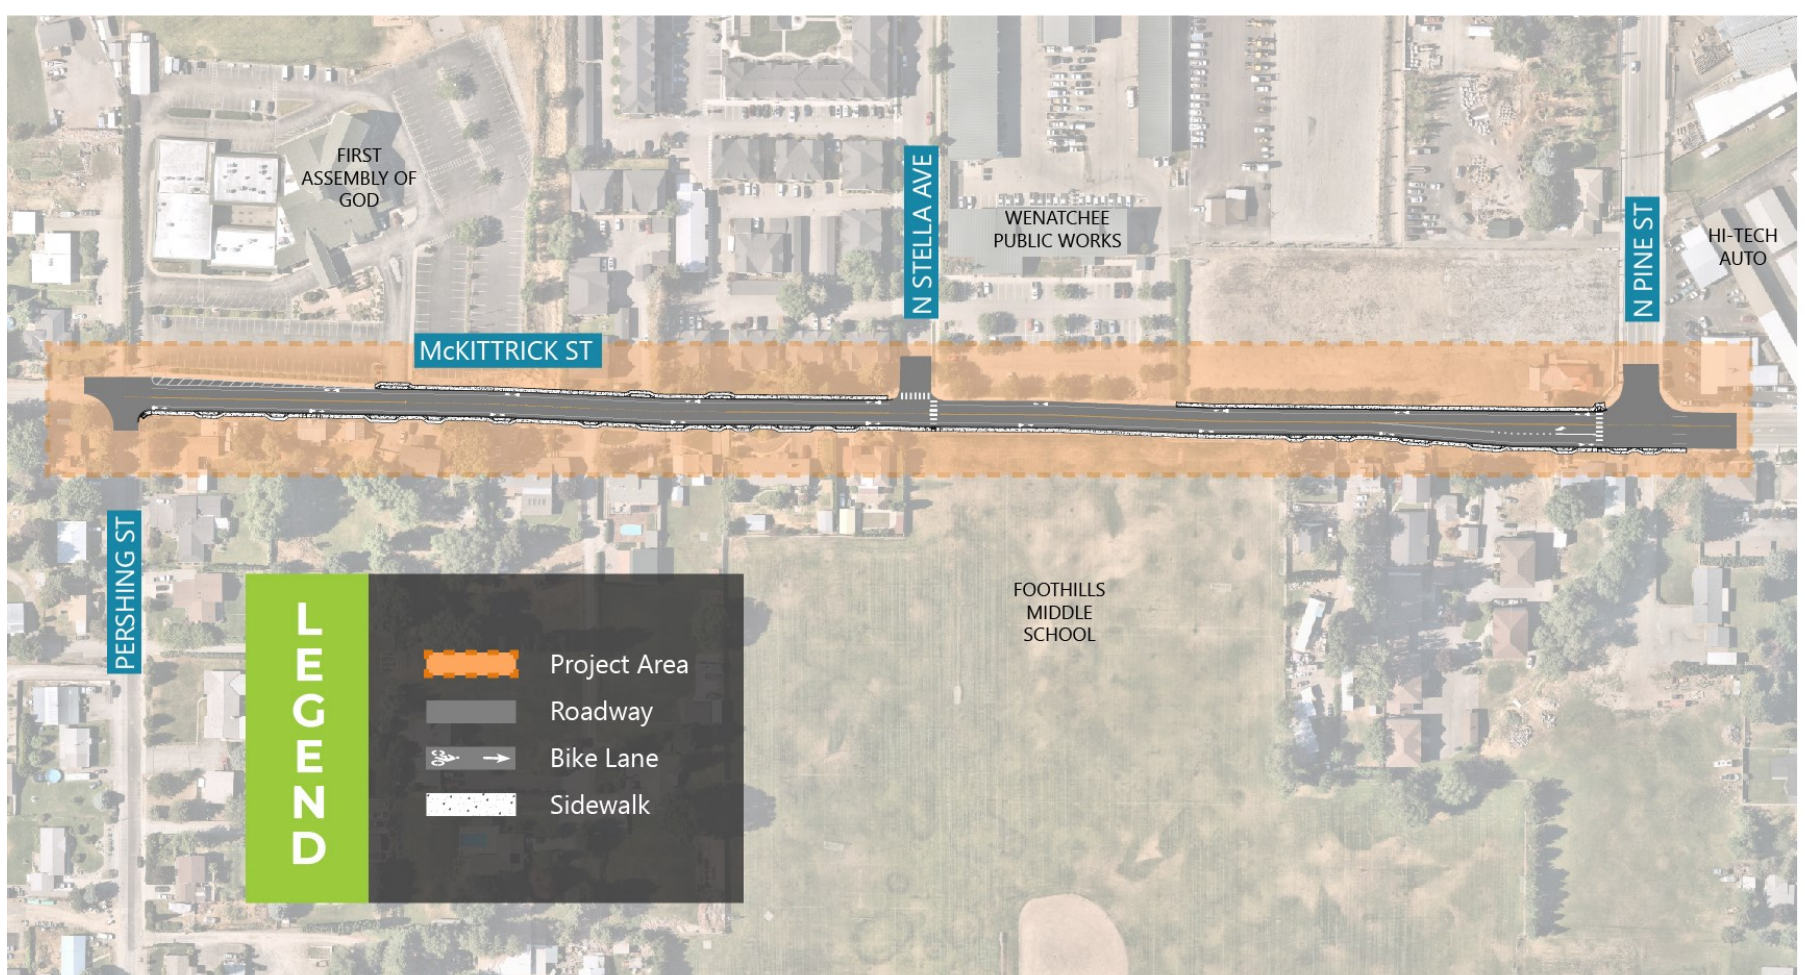 FIRST
ASSEMBLY OF
GOD
N STELLA AVE
WENATCHEE
PUBLIC WORKS
N PINE ST
HI-TECH
AUTO
McKITTRICK ST
PERSHING ST
FOOTHILLS
MIDDLE
SCHOOL
LEGEND
Project Area
Roadway
Bike Lane
Sidewalk